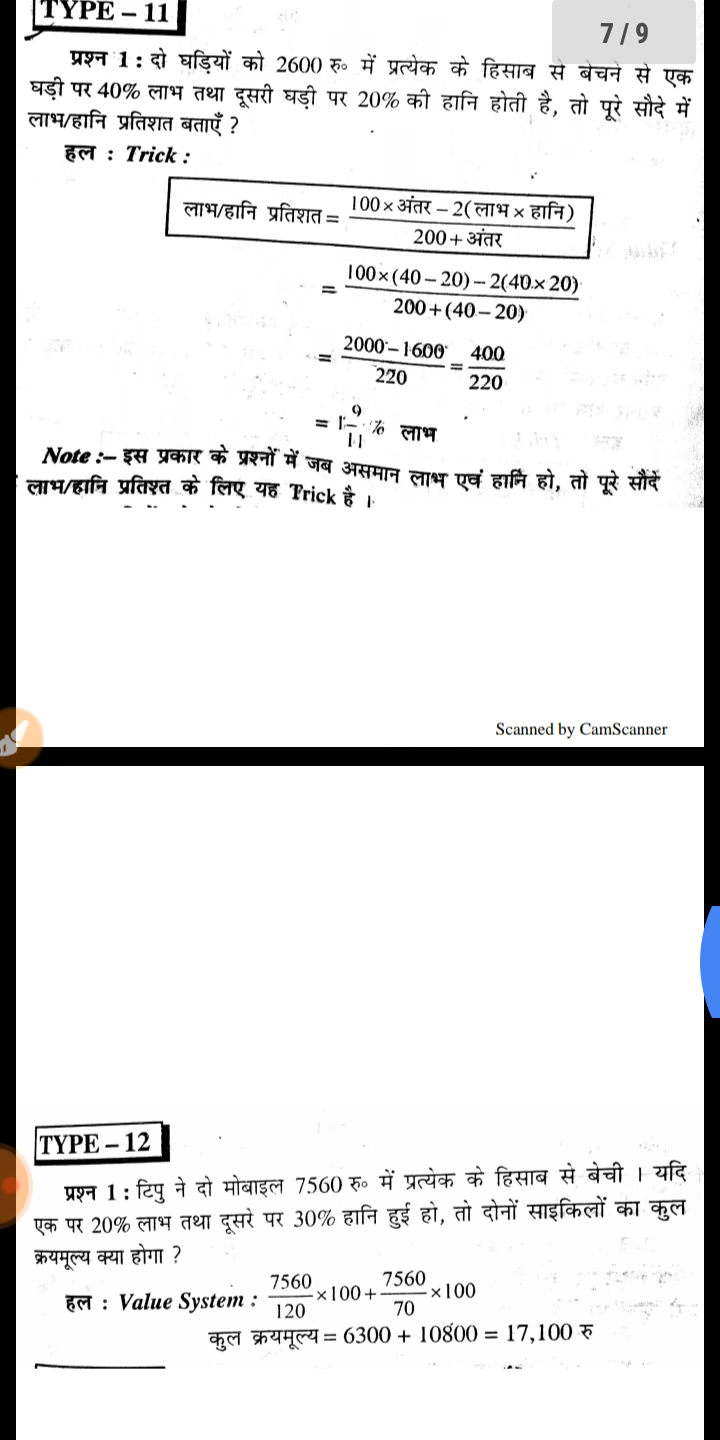 TYPE – 11
7 / 9
प्रश्न 1 : दो घड़ियों को 2600 रु० में प्रत्येक के हिसाब से बेचने से एक
घड़ी पर 40% लाभ तथा दूसरी घड़ी पर 20% की हानि होती है, तो पूरे सौदे में
लाभ/हानि प्रतिशत बताएँ ?
हल : Trick :
लाभ/हानि प्रतिशत = 100 × अंतर – 2( लाभ × हानि ) / 200 + अंतर
= 100×(40 – 20) – 2(40×20) / 200+(40 – 20)
= 2000 – 1600 / 220 = 400 / 220
= 1 9/11 % लाभ
Note :– इस प्रकार के प्रश्नों में जब असमान लाभ एवं हानि हो, तो पूरे सौदे
लाभ/हानि प्रतिश्त के लिए यह Trick है ।
Scanned by CamScanner
TYPE – 12
प्रश्न 1 : टिपु ने दो मोबाइल 7560 रु० में प्रत्येक के हिसाब से बेची । यदि
एक पर 20% लाभ तथा दूसरे पर 30% हानि हुई हो, तो दोनों साइकिलों का कुल
क्रयमूल्य क्या होगा ?
हल : Value System : 7560/120 ×100+ 7560/70 ×100
कुल क्रयमूल्य = 6300 + 10800 = 17,100 रु